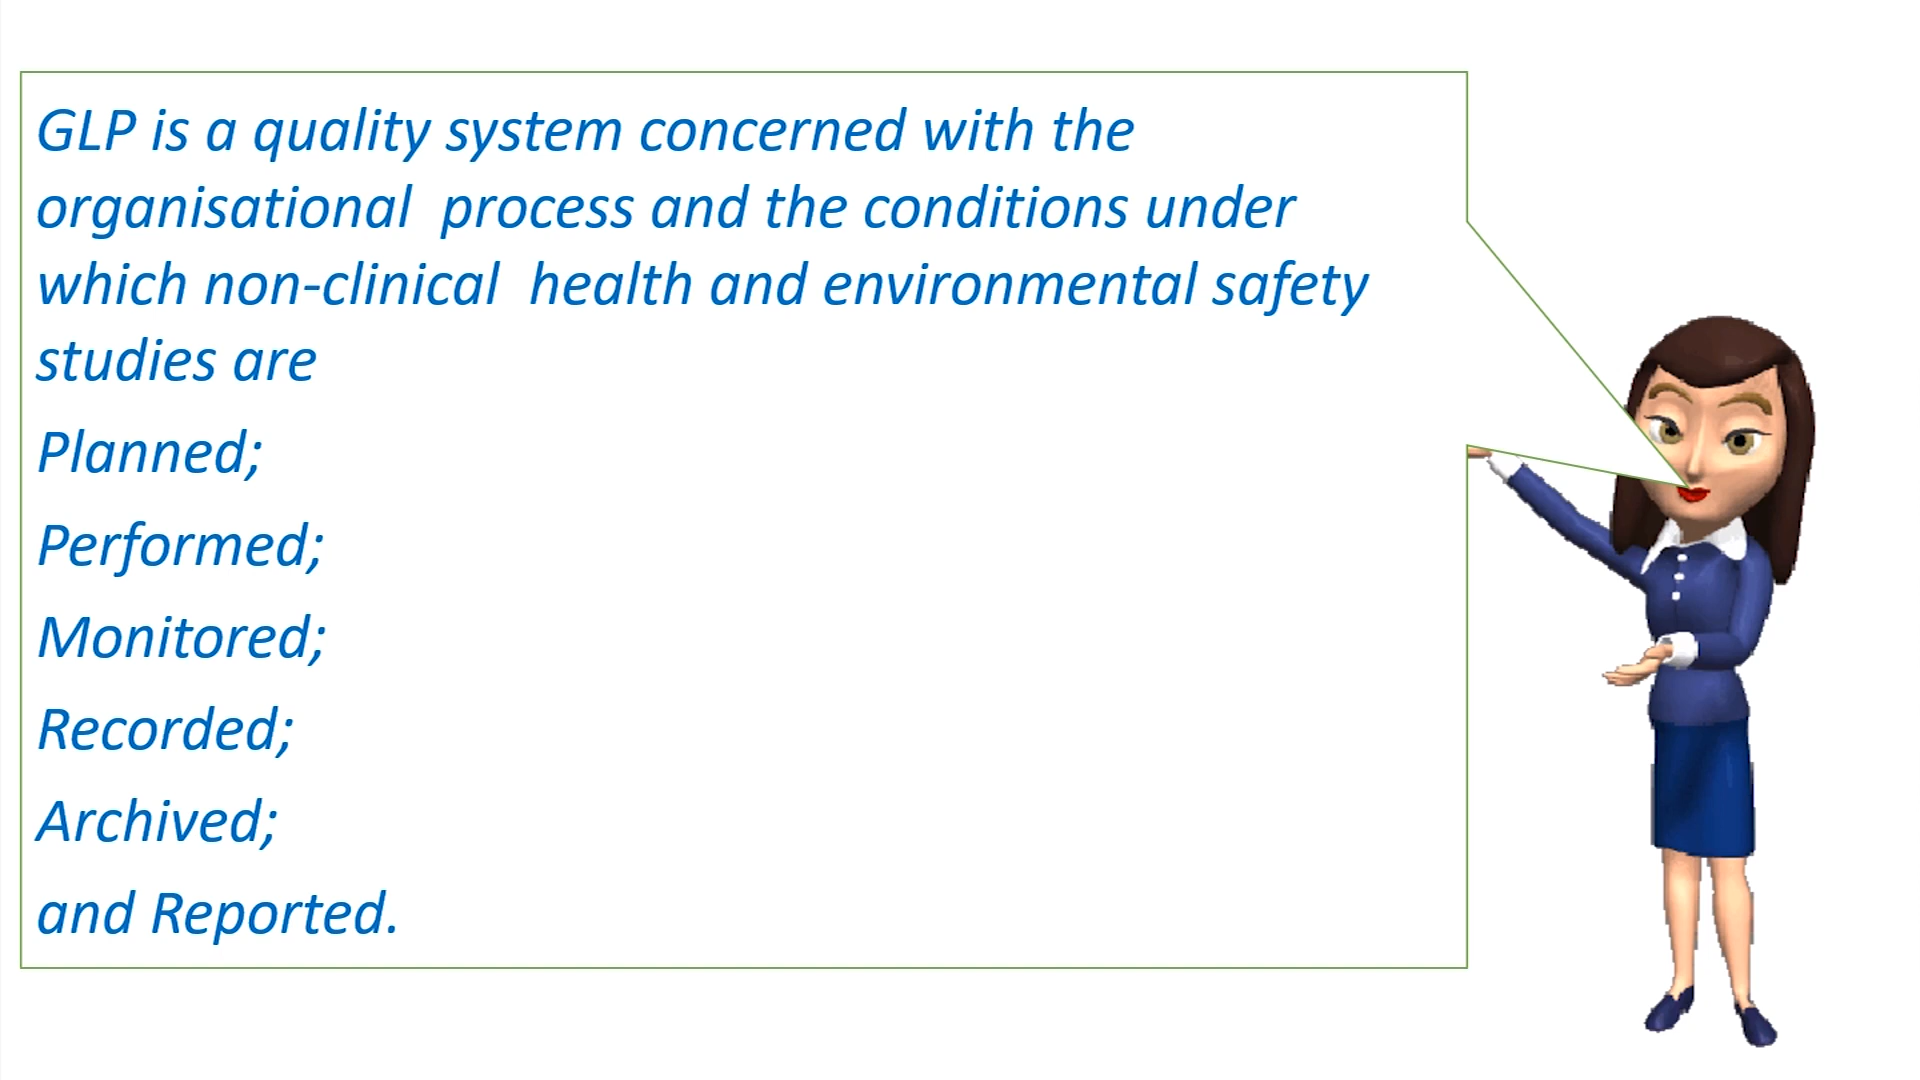 GLP is a quality system concerned with the
organisational  process and the conditions under
which non-clinical  health and environmental safety
studies are
Planned;
Performed;
Monitored;
Recorded;
Archived;
and Reported.